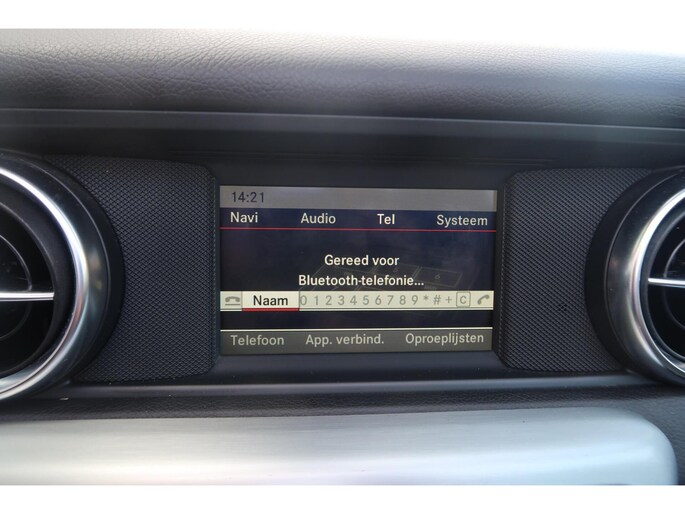 14:21
Navi Audio Tel Systeem
Gereed voor
Bluetooth-telefonie...
Naam 0 1 2 3 4 5 6 7 8 9 * # + C
Telefoon App. verbind. Oproeplijsten